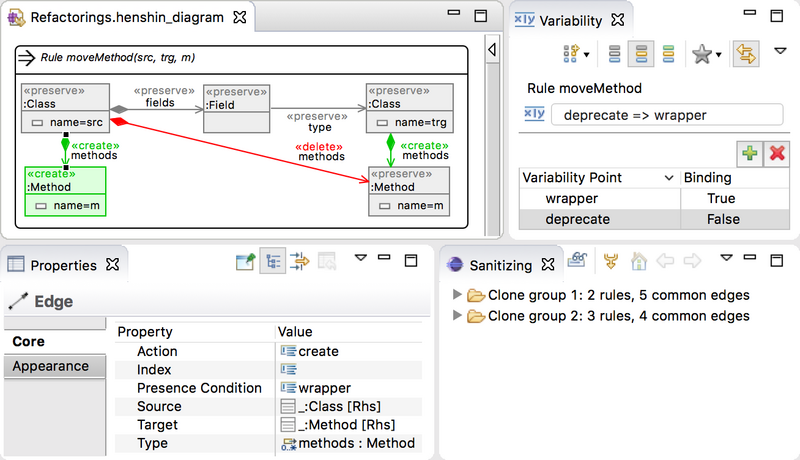 Refactorings.henshin_diagram
Rule moveMethod(src, trg, m)
«preserve»
:Class
name=src
«preserve»
fields
«preserve»
:Field
«preserve»
type
«preserve»
:Class
name=trg
«create»
methods
«delete»
methods
«create»
methods
«create»
:Method
name=m
«preserve»
:Method
name=m
Variability
Rule moveMethod
deprecate => wrapper
Variability Point Binding
wrapper True
deprecate False
Properties
Edge
Core
Appearance
Property Value
Action create
Index
Presence Condition wrapper
Source _:Class [Rhs]
Target _:Method [Rhs]
Type methods : Method
Sanitizing
Clone group 1: 2 rules, 5 common edges
Clone group 2: 3 rules, 4 common edges